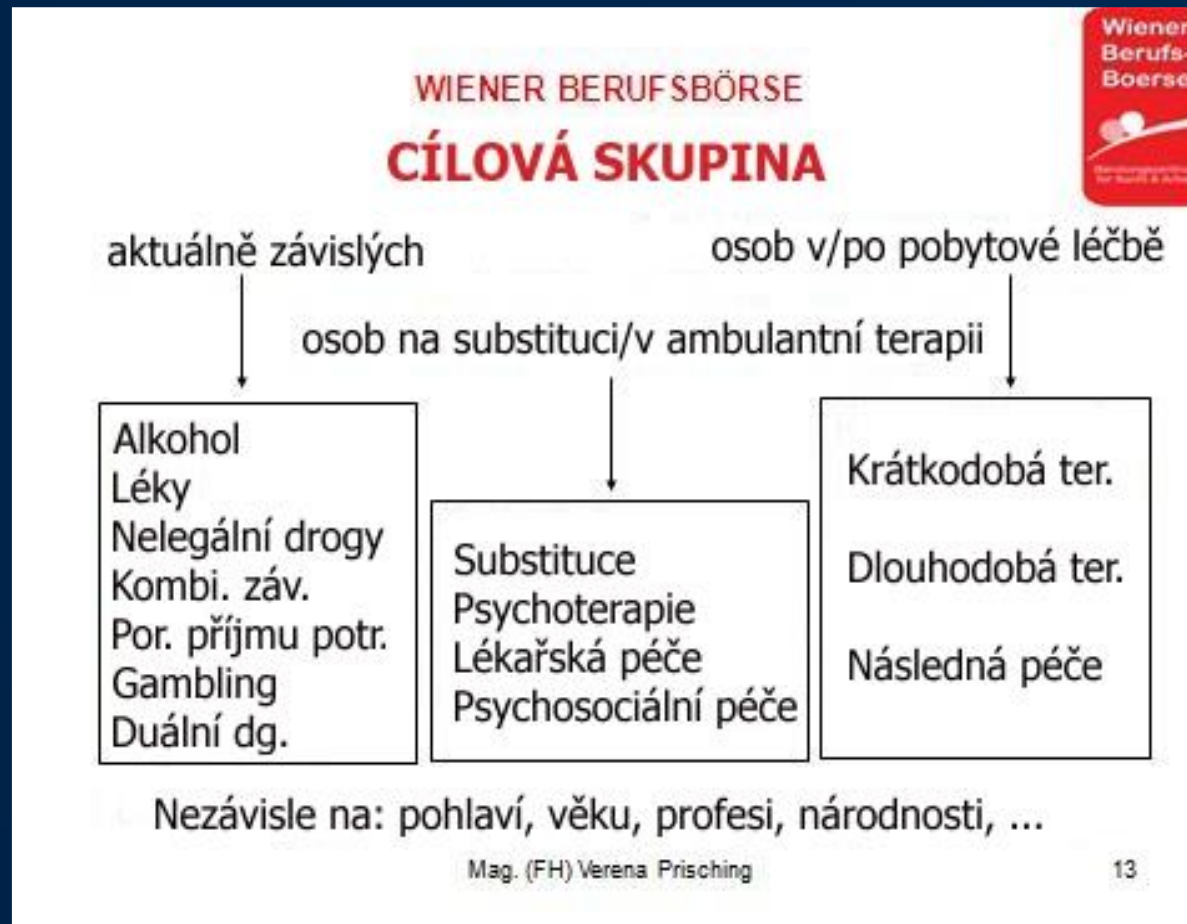 Wiener
Berufs-
Boerse
WIENER BERUFSBÖRSE
CÍLOVÁ SKUPINA
aktuálně závislých
osob v/po pobytové léčbě
osob na substituci/v ambulantní terapii
Alkohol
Léky
Nelegální drogy
Kombi. záv.
Por. příjmu potr.
Gambling
Duální dg.
Substituce
Psychoterapie
Lékařská péče
Psychosociální péče
Krátkodobá ter.
Dlouhodobá ter.
Následná péče
Nezávisle na: pohlaví, věku, profesi, národnosti, ...
Mag. (FH) Verena Prisching
13